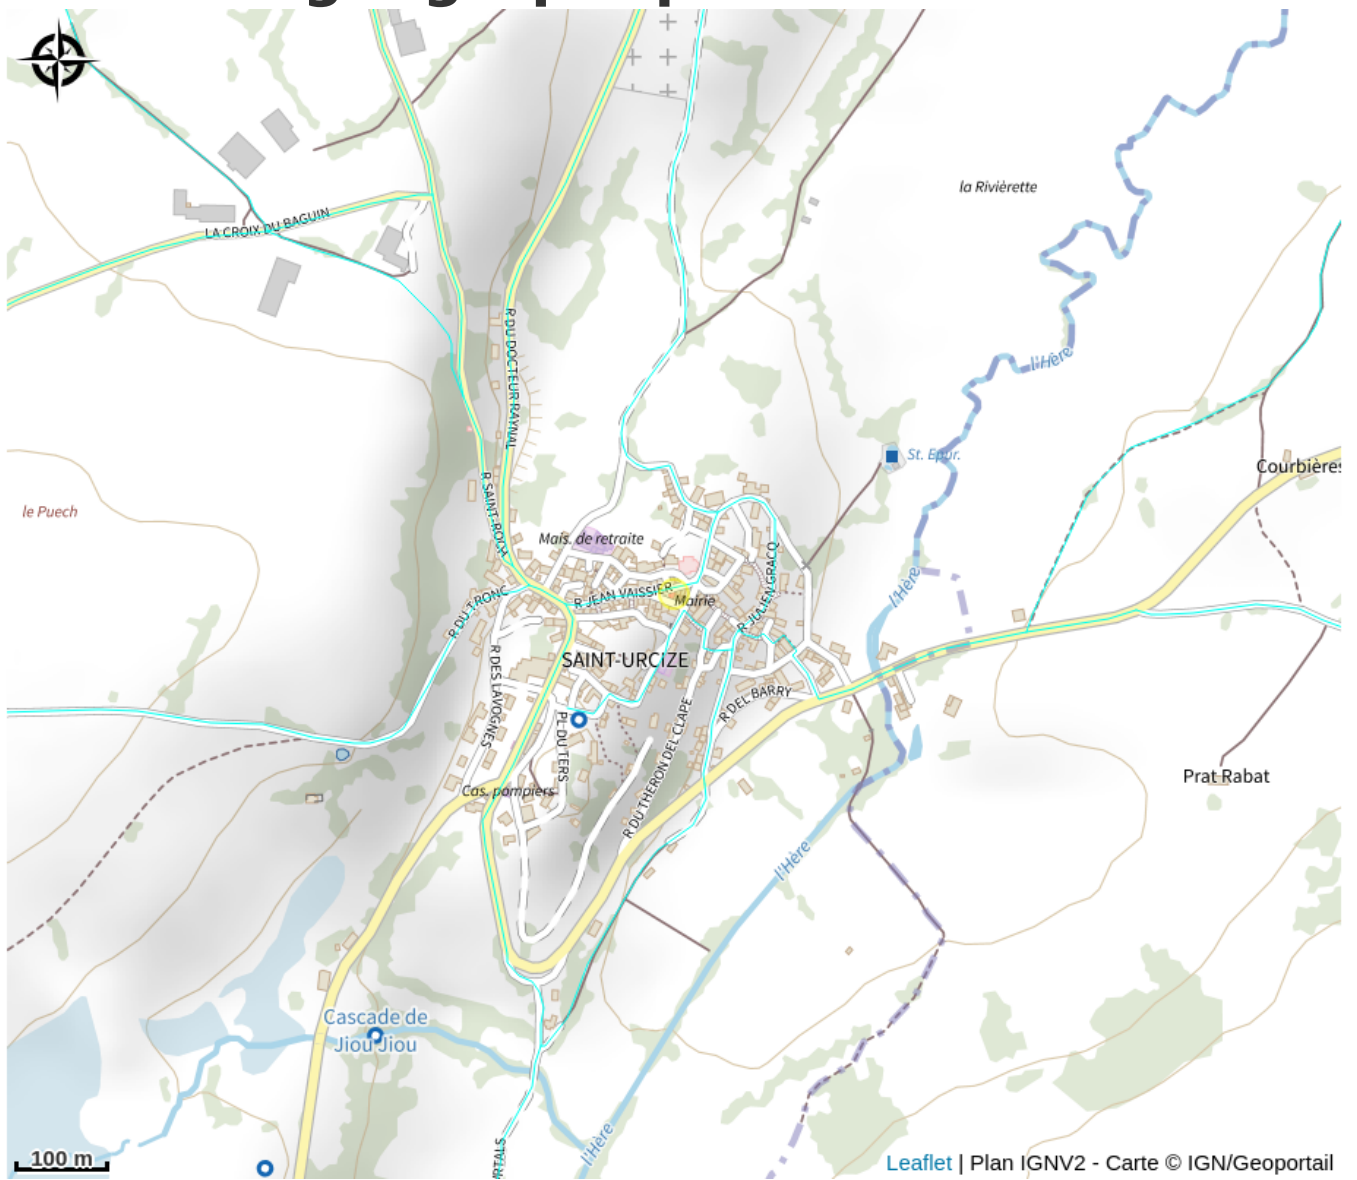 la Rivièrette
LA CROIX DU BAGUIN
R DU DOCTEUR RAYNAL
l'Hère
St. Epur.
Courbières
R SAINT-ROCH
le Puech
Mais. de retraite
R JULIEN GRACQ
l'Hère
R DU TRONC
R JEAN VAISSIER
Mairie
SAINT-URCIZE
R DES LAVOGNES
R DEL BARRY
PL DU TERS
R DU THERON DEL CLAPE
Prat Rabat
Cas. pompiers
l'Hère
Cascade de
Jiou Jiou
l'Hère
100 m
Leaflet | Plan IGNV2 - Carte © IGN/Geoportail